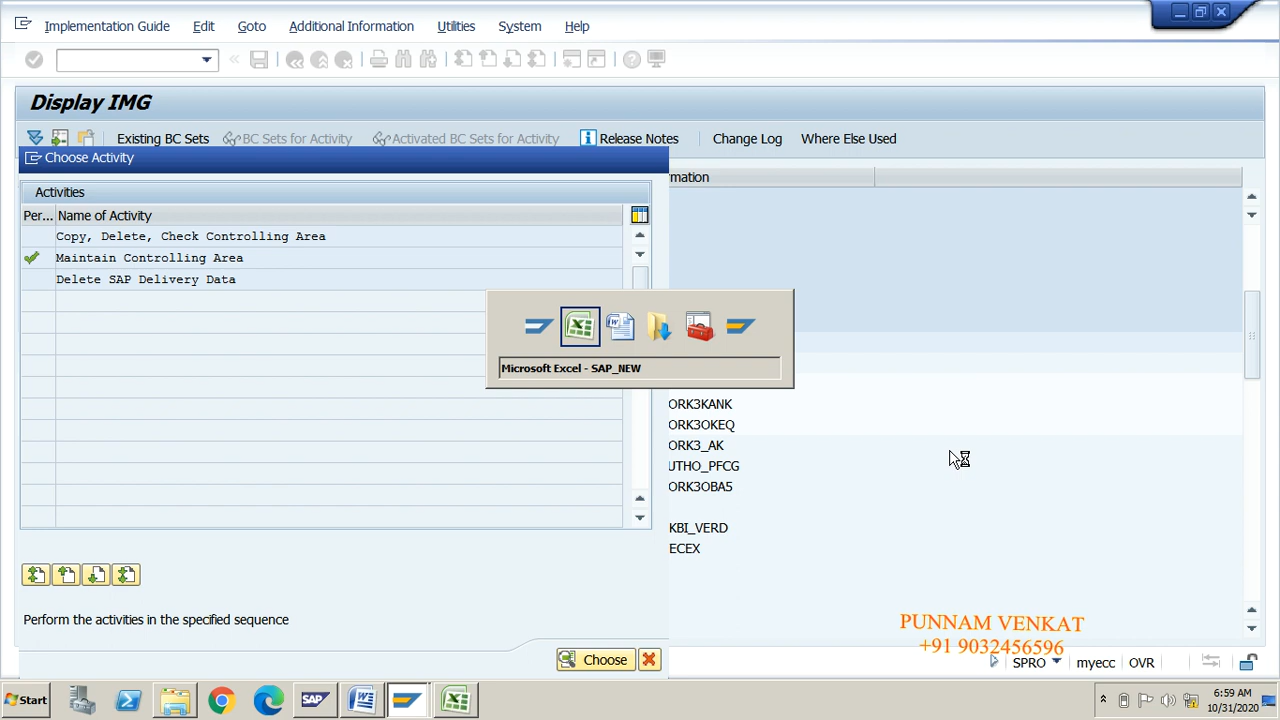 Implementation Guide Edit Goto Additional Information Utilities System Help
Display IMG
Existing BC Sets BC Sets for Activity Activated BC Sets for Activity Release Notes Change Log Where Else Used
Choose Activity
rmation
Activities
Per... Name of Activity
Copy, Delete, Check Controlling Area
Maintain Controlling Area
Delete SAP Delivery Data
Microsoft Excel - SAP_NEW
ORK3KANK
ORK3OKEQ
ORK3_AK
UTHO_PFCG
ORK3OBA5
KBI_VERD
ECEX
Perform the activities in the specified sequence
PUNNAM VENKAT
+91 9032456596
Choose
SPRO myecc OVR
Start
SAP
6:59 AM
10/31/2020